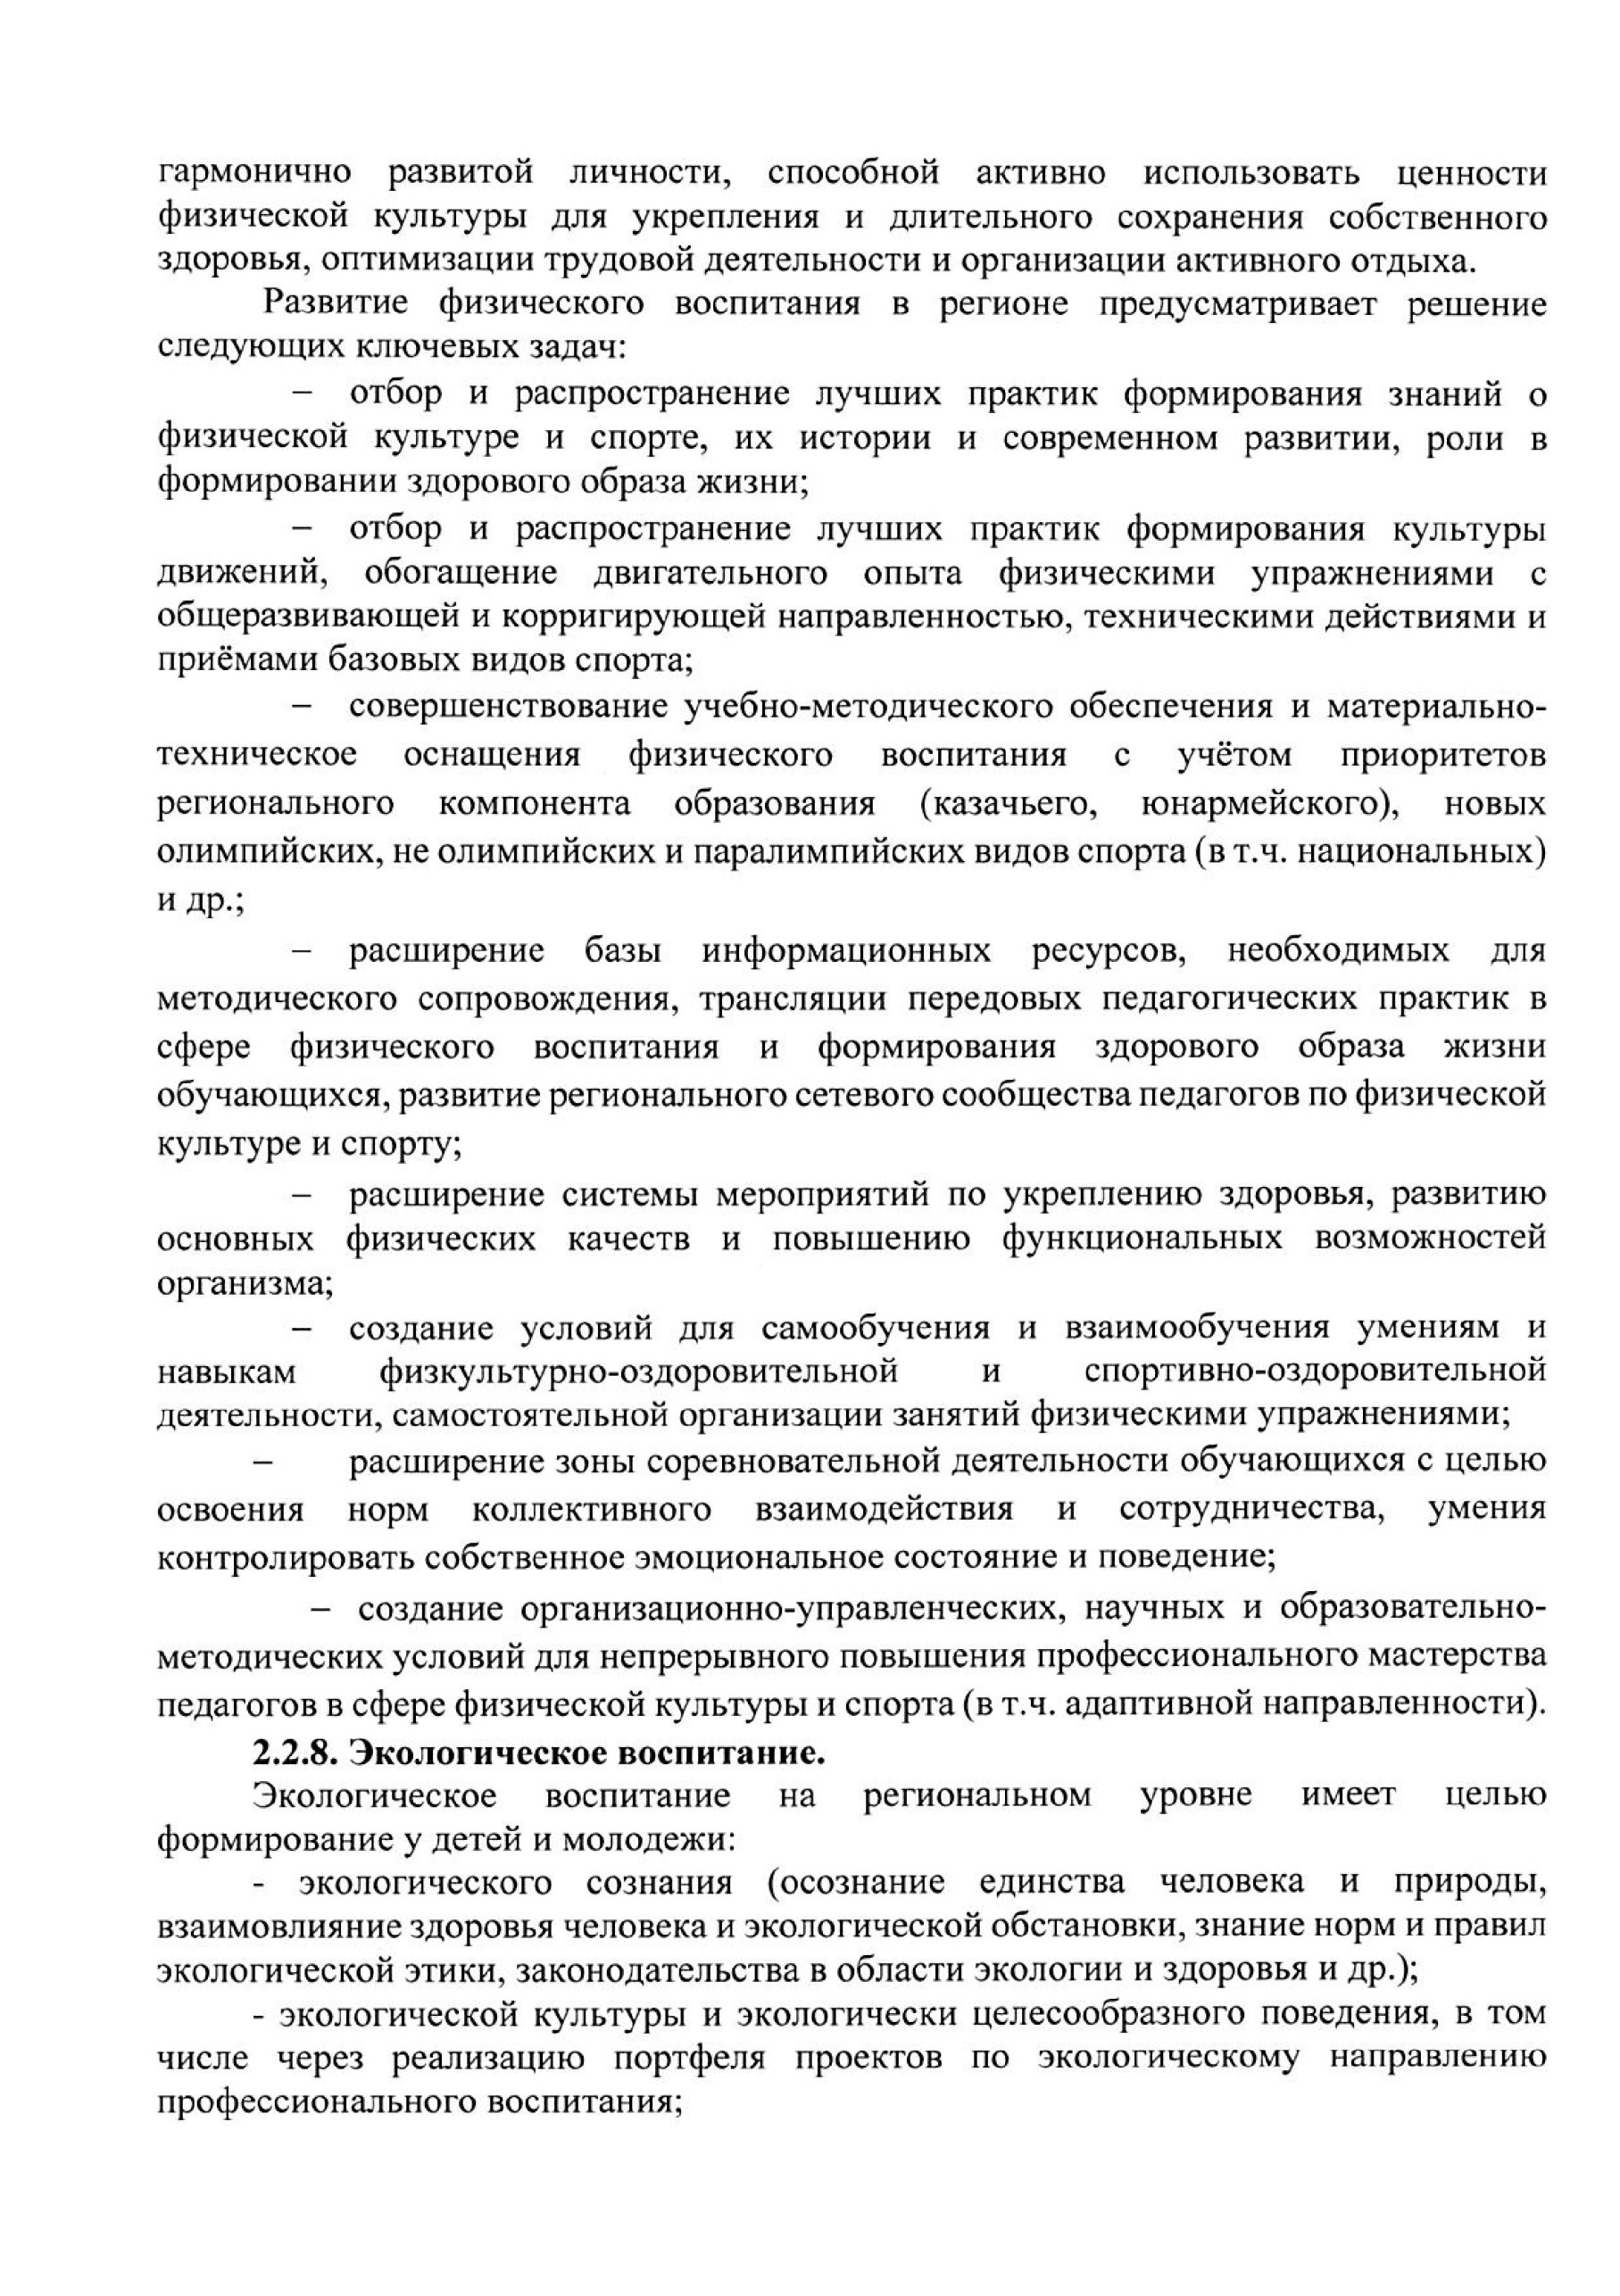 гармонично развитой личности, способной активно использовать ценности
физической культуры для укрепления и длительного сохранения собственного
здоровья, оптимизации трудовой деятельности и организации активного отдыха.
Развитие физического воспитания в регионе предусматривает решение
следующих ключевых задач:
– отбор и распространение лучших практик формирования знаний о
физической культуре и спорте, их истории и современном развитии, роли в
формировании здорового образа жизни;
– отбор и распространение лучших практик формирования культуры
движений, обогащение двигательного опыта физическими упражнениями с
общеразвивающей и корригирующей направленностью, техническими действиями и
приёмами базовых видов спорта;
– совершенствование учебно-методического обеспечения и материально-
техническое оснащения физического воспитания с учётом приоритетов
регионального компонента образования (казачьего, юнармейского), новых
олимпийских, не олимпийских и паралимпийских видов спорта (в т.ч. национальных)
и др.;
– расширение базы информационных ресурсов, необходимых для
методического сопровождения, трансляции передовых педагогических практик в
сфере физического воспитания и формирования здорового образа жизни
обучающихся, развитие регионального сетевого сообщества педагогов по физической
культуре и спорту;
– расширение системы мероприятий по укреплению здоровья, развитию
основных физических качеств и повышению функциональных возможностей
организма;
– создание условий для самообучения и взаимообучения умениям и
навыкам физкультурно-оздоровительной и спортивно-оздоровительной
деятельности, самостоятельной организации занятий физическими упражнениями;
– расширение зоны соревновательной деятельности обучающихся с целью
освоения норм коллективного взаимодействия и сотрудничества, умения
контролировать собственное эмоциональное состояние и поведение;
– создание организационно-управленческих, научных и образовательно-
методических условий для непрерывного повышения профессионального мастерства
педагогов в сфере физической культуры и спорта (в т.ч. адаптивной направленности).
2.2.8. Экологическое воспитание.
Экологическое воспитание на региональном уровне имеет целью
формирование у детей и молодежи:
- экологического сознания (осознание единства человека и природы,
взаимовлияние здоровья человека и экологической обстановки, знание норм и правил
экологической этики, законодательства в области экологии и здоровья и др.);
- экологической культуры и экологически целесообразного поведения, в том
числе через реализацию портфеля проектов по экологическому направлению
профессионального воспитания;